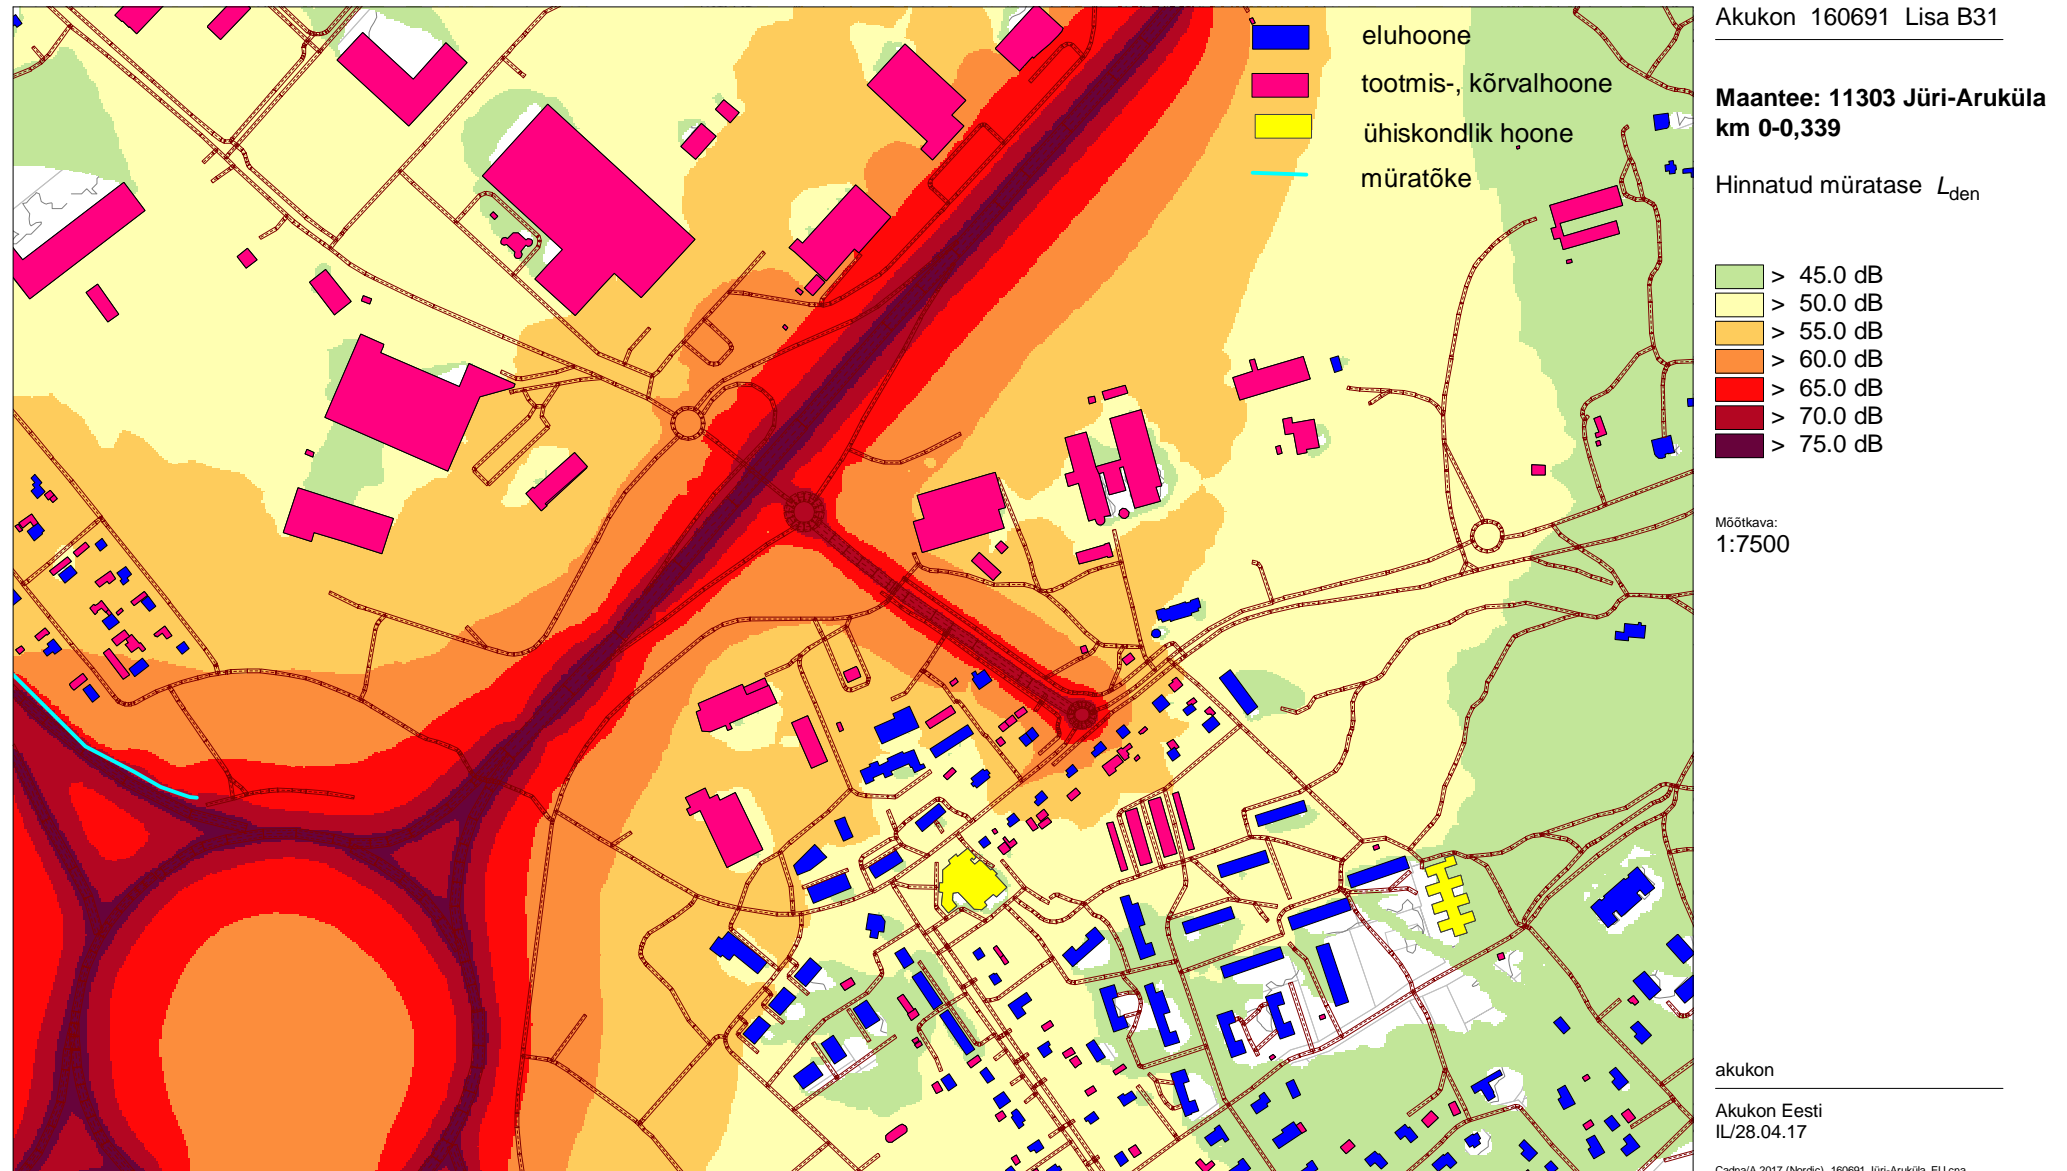 eluhoone
tootmis-, kõrvalhoone
ühiskondlik hoone
müratõke
Akukon 160691 Lisa B31
Maantee: 11303 Jüri-Aruküla
km 0-0,339
Hinnatud müratase Lden
> 45.0 dB
> 50.0 dB
> 55.0 dB
> 60.0 dB
> 65.0 dB
> 70.0 dB
> 75.0 dB
Mõõtkava:
1:7500
akukon
Akukon Eesti
IL/28.04.17